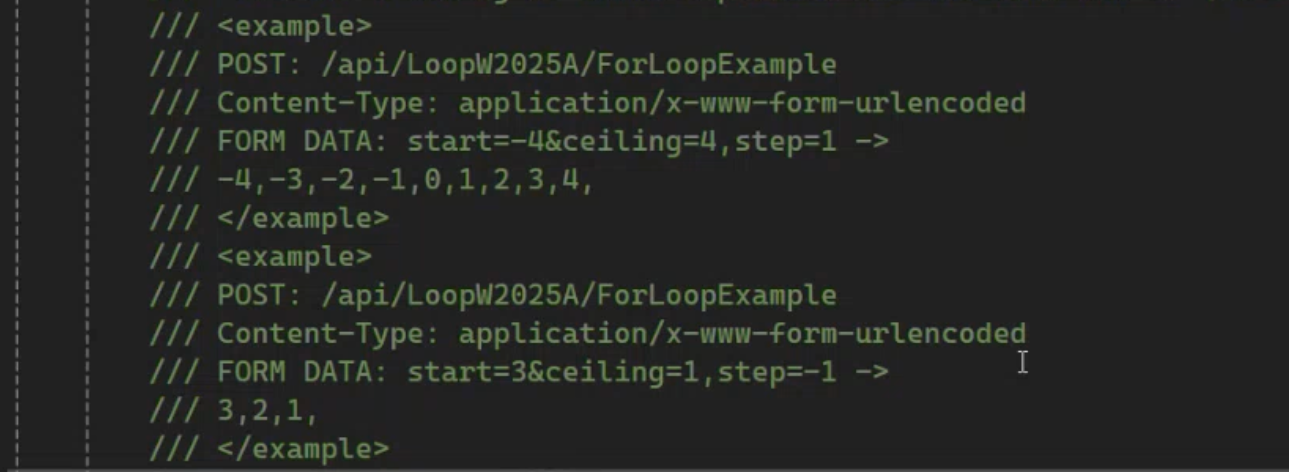 /// <example>
/// POST: /api/LoopW2025A/ForLoopExample
/// Content-Type: application/x-www-form-urlencoded
/// FORM DATA: start=-4&ceiling=4,step=1 ->
/// -4,-3,-2,-1,0,1,2,3,4,
/// </example>
/// <example>
/// POST: /api/LoopW2025A/ForLoopExample
/// Content-Type: application/x-www-form-urlencoded
/// FORM DATA: start=3&ceiling=1,step=-1 ->
/// 3,2,1,
/// </example>